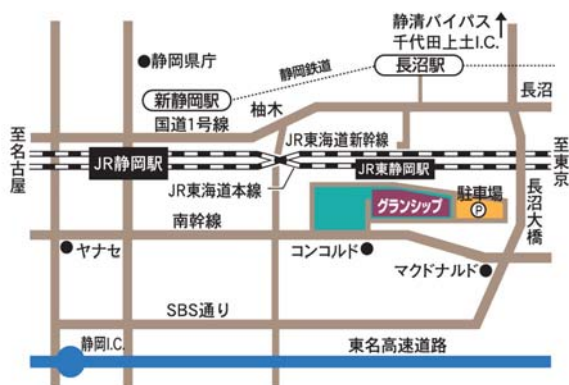 静清バイパス
千代田上土I.C.
静岡県庁
静岡鉄道
長沼駅
新静岡駅
柚木
長沼
国道1号線
至名古屋
JR東海道新幹線
至東京
JR静岡駅
JR東静岡駅
JR東海道本線
グランシップ
駐車場
P
長沼大橋
南幹線
ヤナセ
コンコルド
マクドナルド
SBS通り
静岡I.C.
東名高速道路